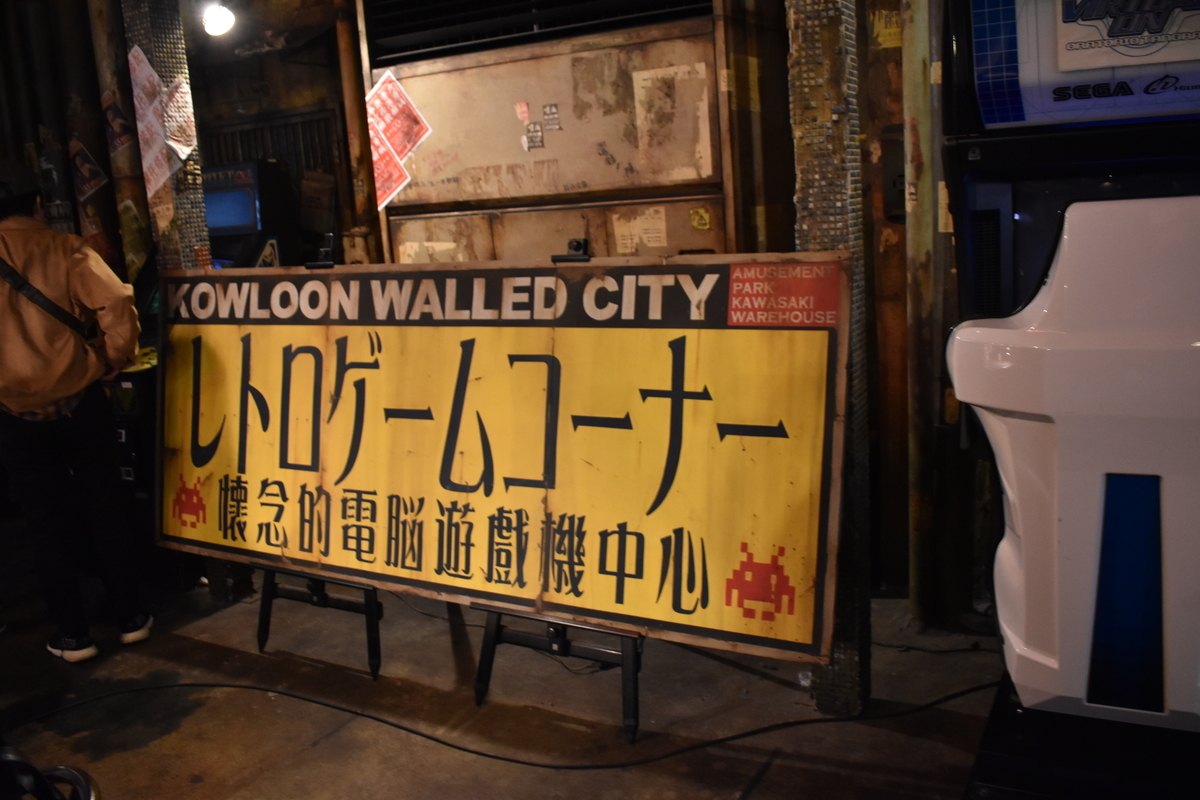 KOWLOON WALLED CITY
AMUSEMENT
PARK
KAWASAKI
WAREHOUSE
レトロゲームコーナー
懐念的電脳遊戯機中心
SEGA